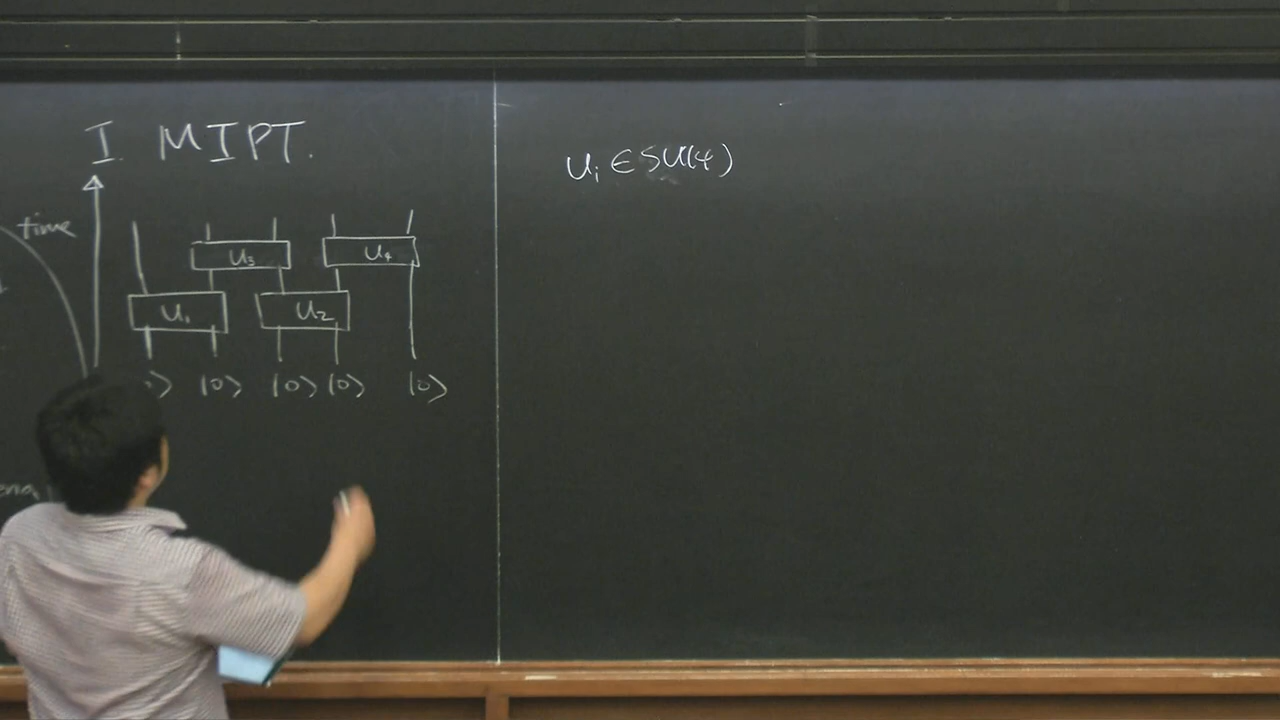 I. MIPT.
time
U₃ U₄
U₁ U₂
|0⟩ |0⟩ |0⟩ |0⟩
Uᵢ ∈ SU(4)